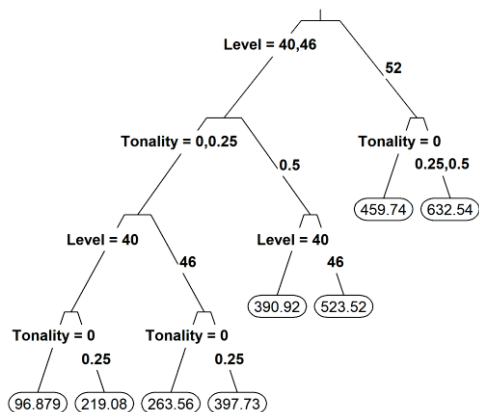 Level = 40,46
52
Tonality = 0,0.25
0.5
Tonality = 0
0.25,0.5
459.74
632.54
Level = 40
46
Level = 40
46
390.92
523.52
Tonality = 0
0.25
Tonality = 0
0.25
96.879
219.08
263.56
397.73